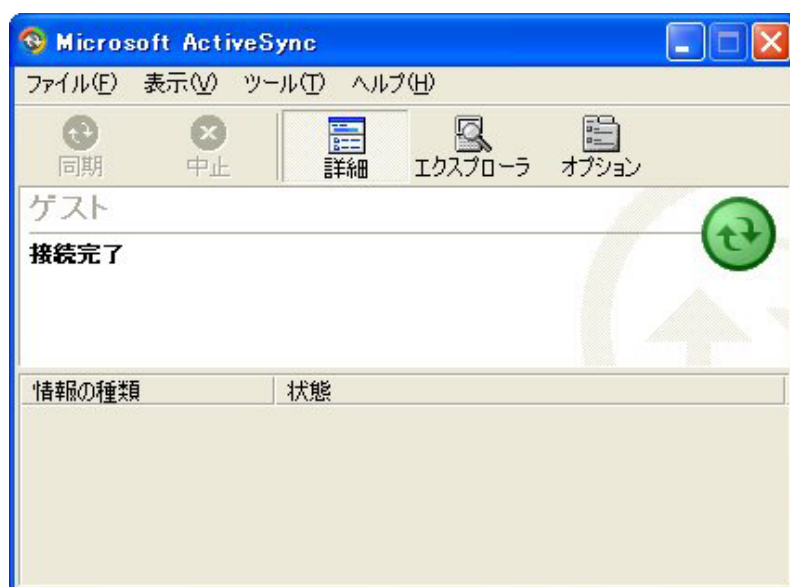 Microsoft ActiveSync
ファイル(F) 表示(V) ツール(T) ヘルプ(H)
同期 中止 詳細 エクスプローラ オプション
ゲスト
接続完了
情報の種類 状態